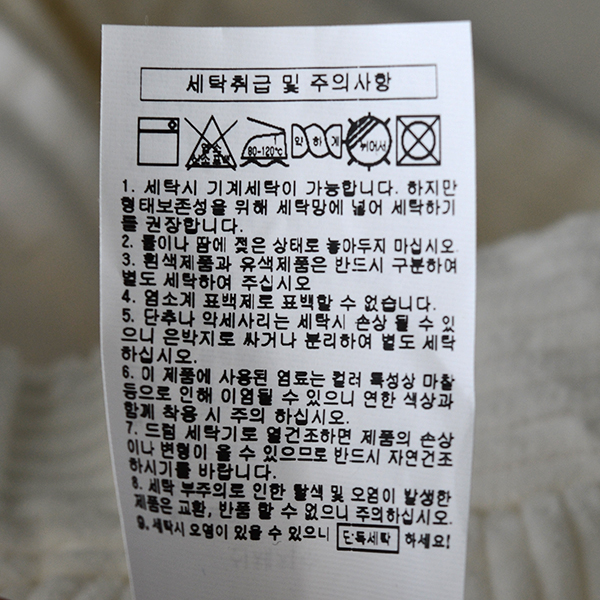 세탁취급 및 주의사항
염소 산소표백 80-120℃ 약하게 뉘어서
1. 세탁시 기계세탁이 가능합니다. 하지만
형태보존성을 위해 세탁망에 넣어 세탁하기
를 권장합니다.
2. 물이나 땀에 젖은 상태로 놓아두지 마십시오.
3. 흰색제품과 유색제품은 반드시 구분하여
별도 세탁하여 주십시오
4. 염소계 표백제로 표백할 수 없습니다.
5. 단추나 악세사리는 세탁시 손상 될 수 있
으니 은박지로 싸거나 분리하여 별도 세탁
하십시오.
6. 이 제품에 사용된 염료는 컬러 특성상 마찰
등으로 인해 이염될 수 있으니 연한 색상과
함께 착용 시 주의 하십시오.
7. 드럼 세탁기로 열건조하면 제품의 손상
이나 변형이 올 수 있으므로 반드시 자연건조
하시기를 바랍니다.
8. 세탁 부주의로 인한 탈색 및 오염이 발생한
제품은 교환, 반품 할 수 없으니 주의하십시오.
9. 세탁시 오염이 있을 수 있으니 단독세탁 하세요!